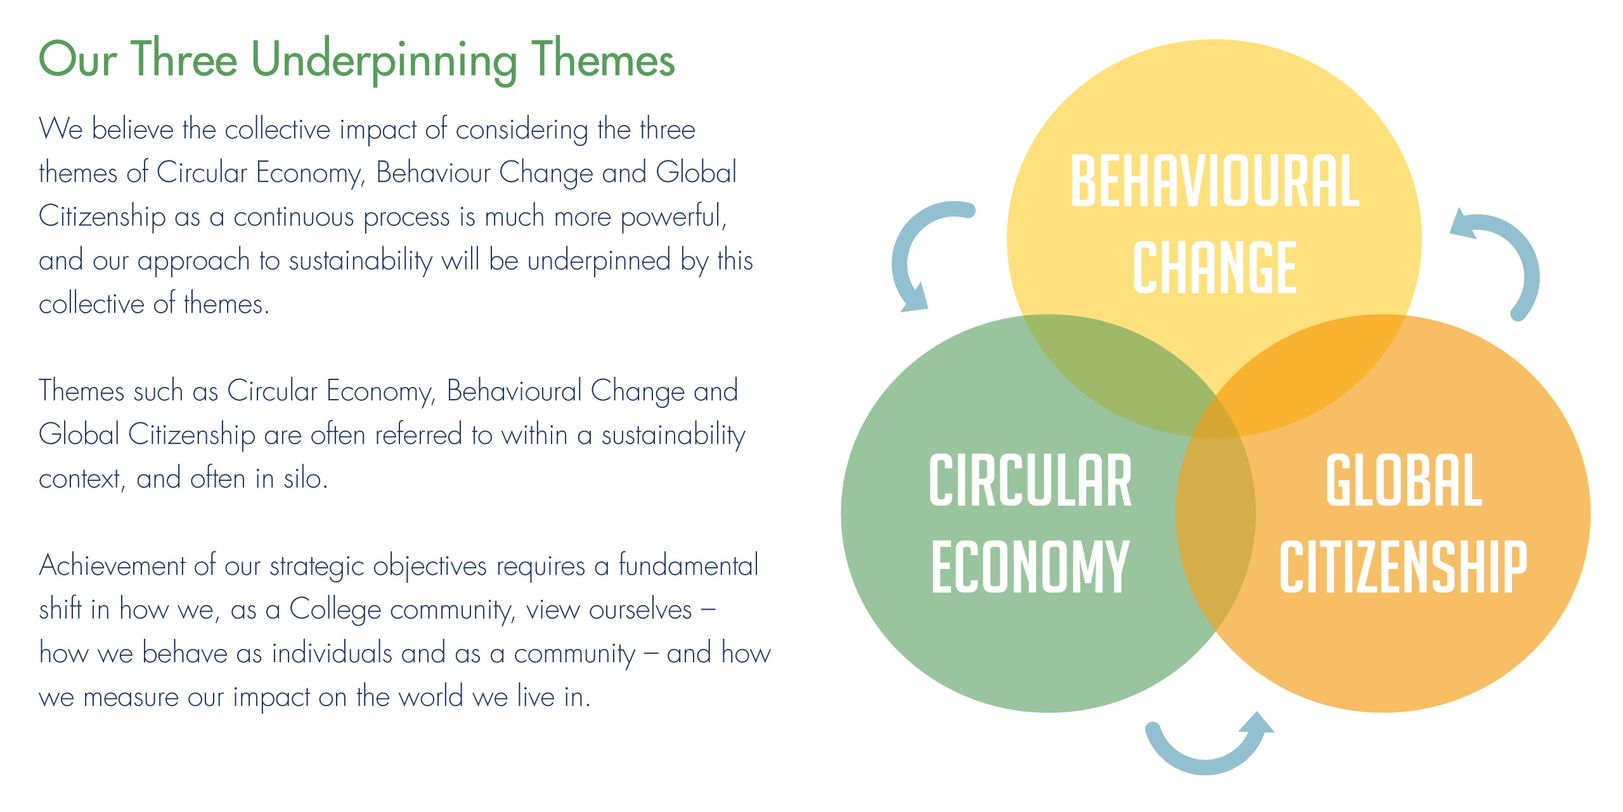 Our Three Underpinning Themes
We believe the collective impact of considering the three
themes of Circular Economy, Behaviour Change and Global
Citizenship as a continuous process is much more powerful,
and our approach to sustainability will be underpinned by this
collective of themes.
Themes such as Circular Economy, Behavioural Change and
Global Citizenship are often referred to within a sustainability
context, and often in silo.
Achievement of our strategic objectives requires a fundamental
shift in how we, as a College community, view ourselves –
how we behave as individuals and as a community – and how
we measure our impact on the world we live in.
BEHAVIOURAL
CHANGE
CIRCULAR
ECONOMY
GLOBAL
CITIZENSHIP